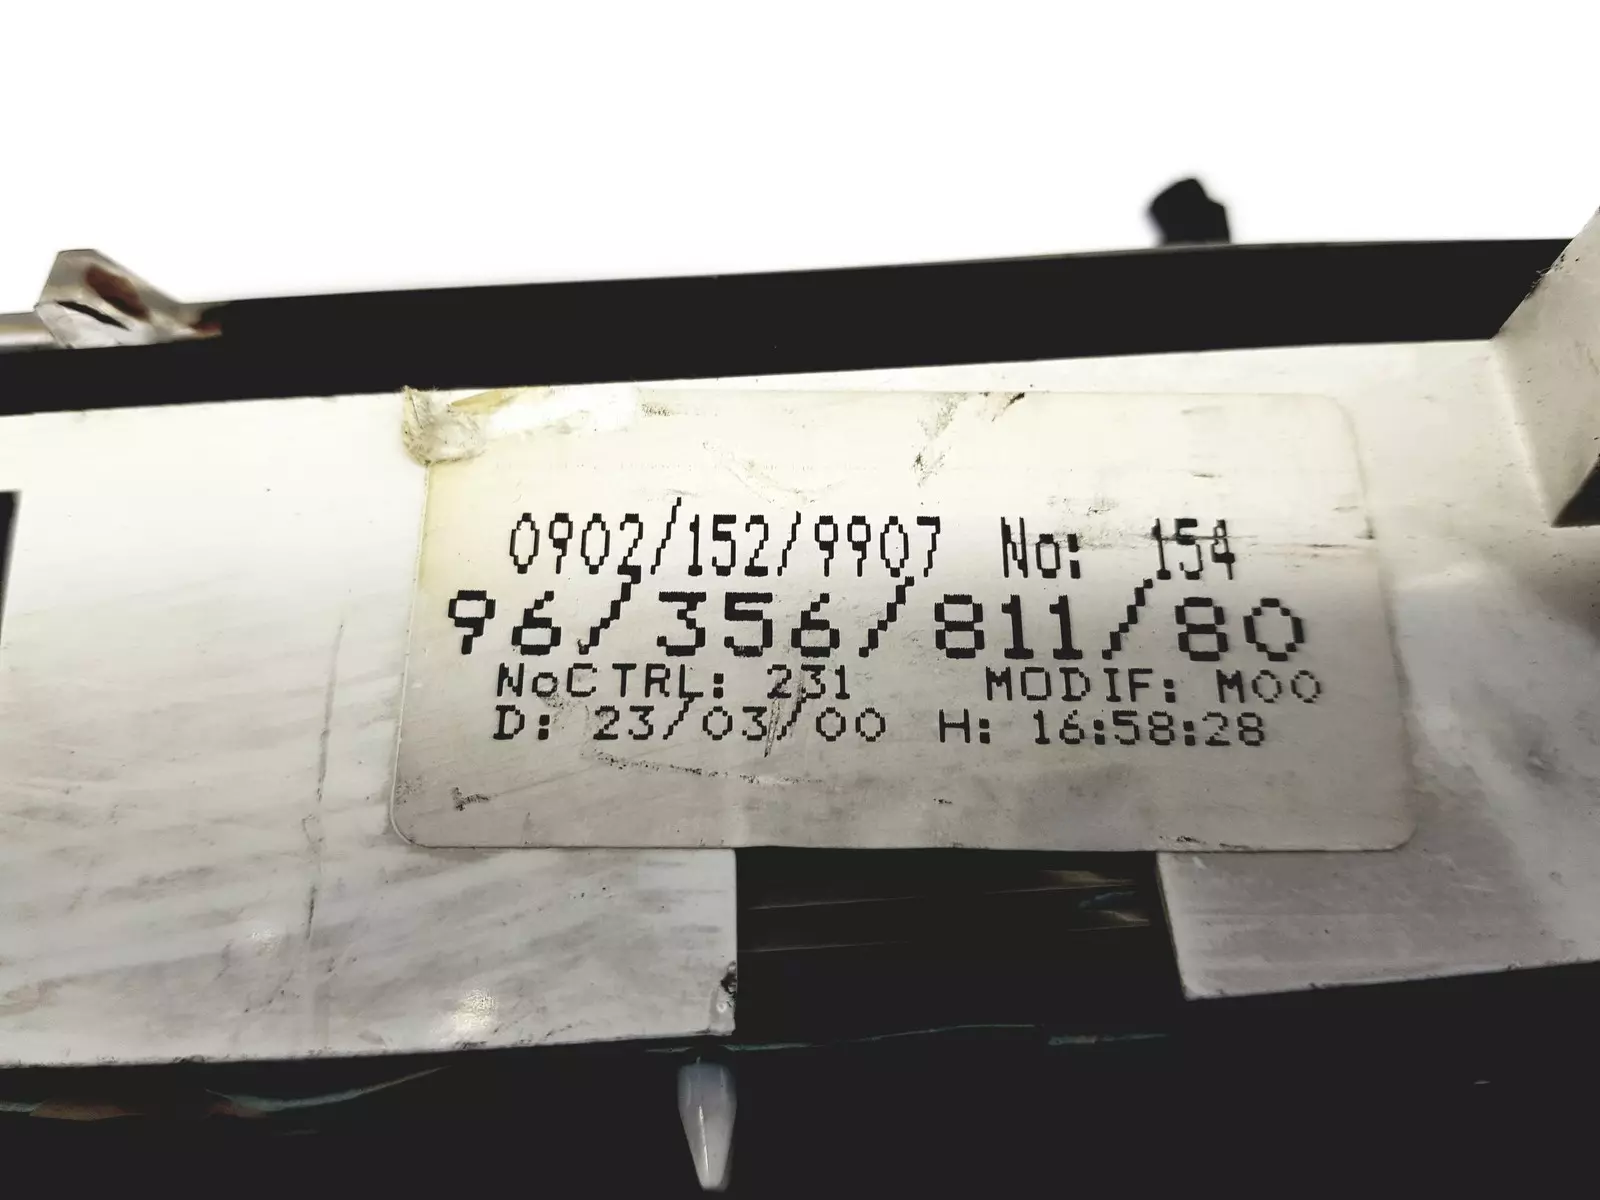 0902/152/9907 No: 154
96/356/811/80
NoCTRL: 231 MODIF: M00
D: 23/03/00 H: 16:58:28